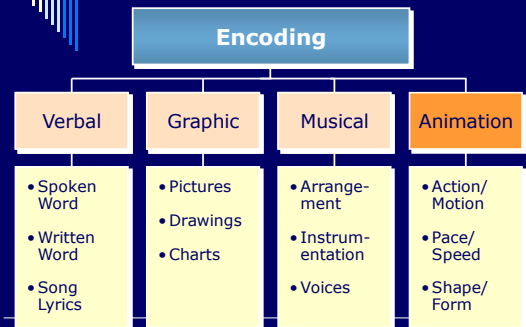 Encoding
Verbal
Graphic
Musical
Animation
• Spoken
Word
• Written
Word
• Song
Lyrics
• Pictures
• Drawings
• Charts
• Arrange-
ment
• Instrum-
entation
• Voices
• Action/
Motion
• Pace/
Speed
• Shape/
Form